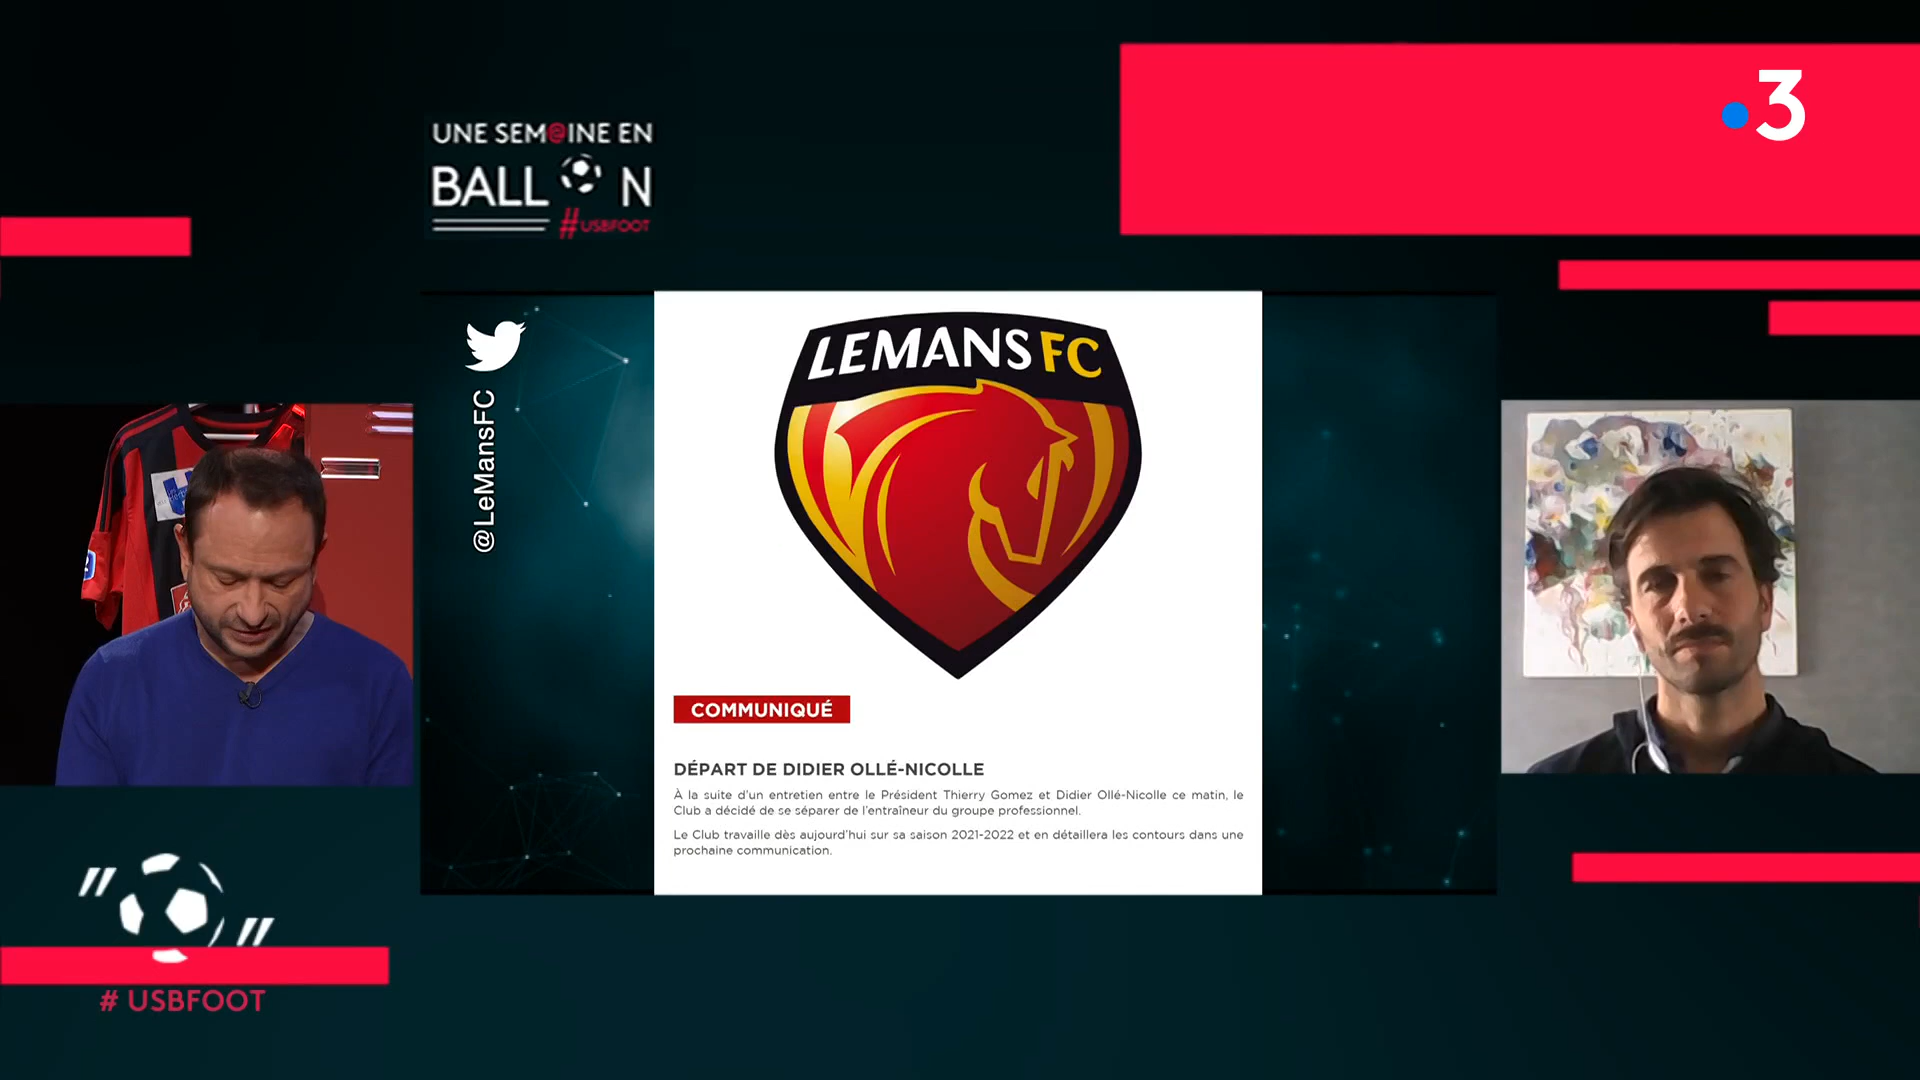 3
UNE SEM@INE EN
BALLON
#USBFOOT
@LeMansFC
LEMANS FC
COMMUNIQUÉ
DÉPART DE DIDIER OLLÉ-NICOLLE
À la suite d'un entretien entre le Président Thierry Gomez et Didier Ollé-Nicolle ce matin, le
Club a décidé de se séparer de l'entraîneur du groupe professionnel.
Le Club travaille dès aujourd'hui sur sa saison 2021-2022 et en détaillera les contours dans une
prochaine communication.
# USBFOOT